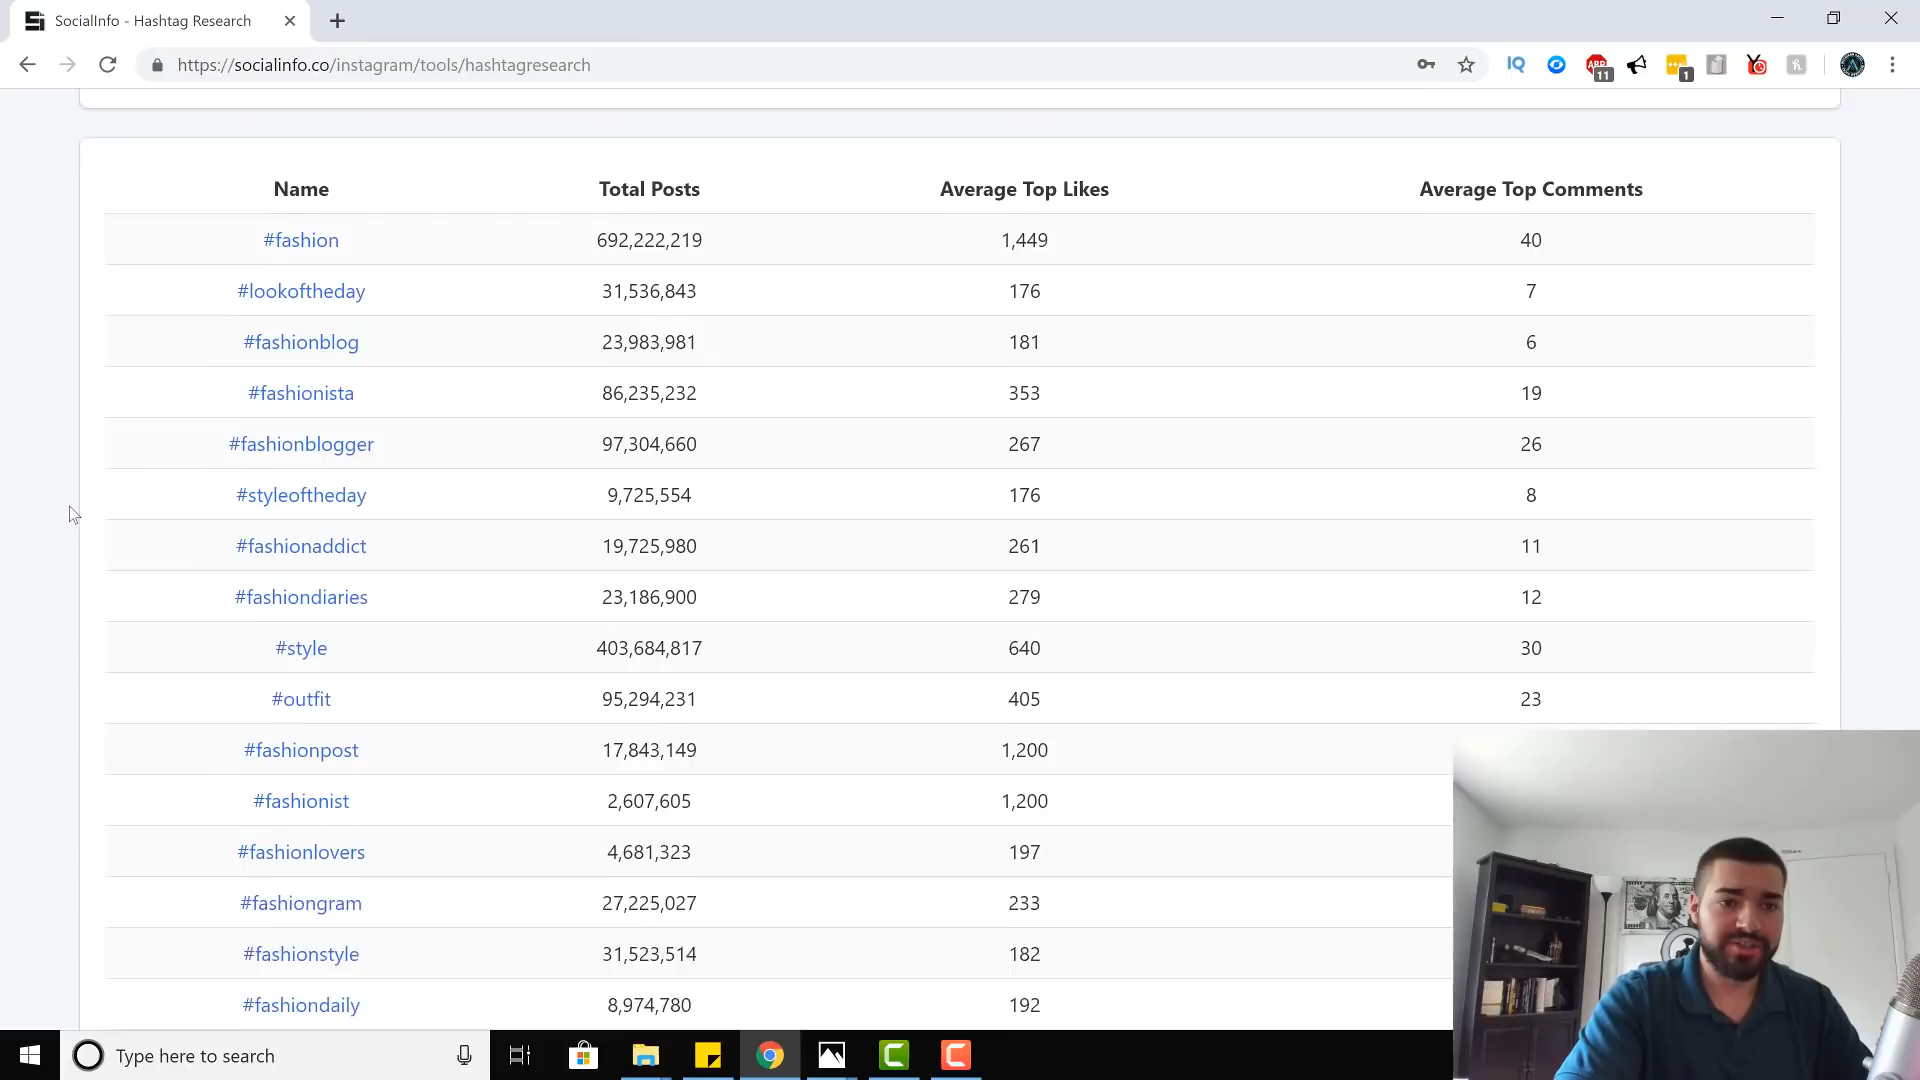 SocialInfo - Hashtag Research
https://socialinfo.co/instagram/tools/hashtagresearch
IQ
ABP
11
1
Name Total Posts Average Top Likes Average Top Comments
#fashion 692,222,219 1,449 40
#lookoftheday 31,536,843 176 7
#fashionblog 23,983,981 181 6
#fashionista 86,235,232 353 19
#fashionblogger 97,304,660 267 26
#styleoftheday 9,725,554 176 8
#fashionaddict 19,725,980 261 11
#fashiondiaries 23,186,900 279 12
#style 403,684,817 640 30
#outfit 95,294,231 405 23
#fashionpost 17,843,149 1,200
#fashionist 2,607,605 1,200
#fashionlovers 4,681,323 197
#fashiongram 27,225,027 233
#fashionstyle 31,523,514 182
#fashiondaily 8,974,780 192
Type here to search